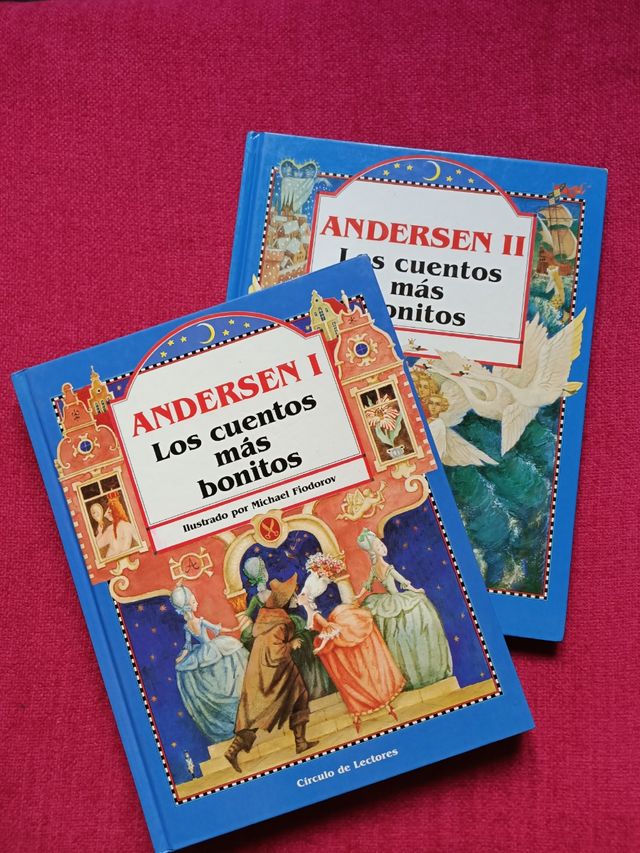 ANDERSEN II
Los cuentos
más
bonitos
ANDERSEN I
Los cuentos
más
bonitos
Ilustrado por Michael Fiodorov
A
Círculo de Lectores